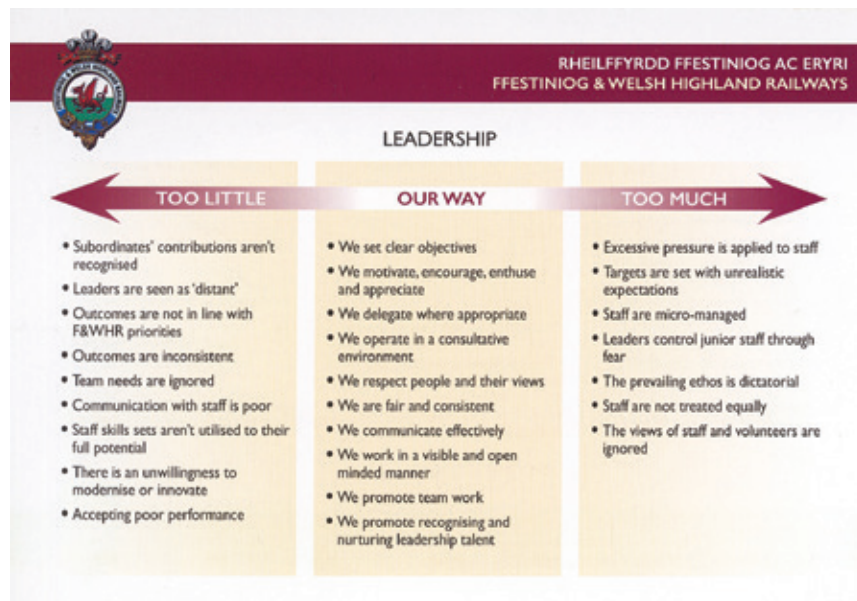 RHEILFFYRDD FFESTINIOG AC ERYRI
FFESTINIOG & WELSH HIGHLAND RAILWAYS
LEADERSHIP
TOO LITTLE
• Subordinates' contributions aren't
recognised
• Leaders are seen as 'distant'
• Outcomes are not in line with
F&WHR priorities
• Outcomes are inconsistent
• Team needs are ignored
• Communication with staff is poor
• Staff skills sets aren't utilised to their
full potential
• There is an unwillingness to
modernise or innovate
• Accepting poor performance
OUR WAY
• We set clear objectives
• We motivate, encourage, enthuse
and appreciate
• We delegate where appropriate
• We operate in a consultative
environment
• We respect people and their views
• We are fair and consistent
• We communicate effectively
• We work in a visible and open
minded manner
• We promote team work
• We promote recognising and
nurturing leadership talent
TOO MUCH
• Excessive pressure is applied to staff
• Targets are set with unrealistic
expectations
• Staff are micro-managed
• Leaders control junior staff through
fear
• The prevailing ethos is dictatorial
• Staff are not treated equally
• The views of staff and volunteers are
ignored